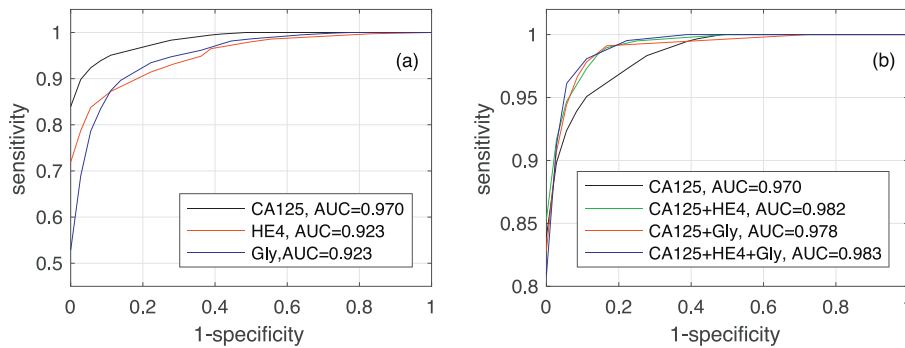 1
0.9
0.8
0.7
0.6
0.5
sensitivity
(a)
CA125, AUC=0.970
HE4, AUC=0.923
Gly,AUC=0.923
0
0.2
0.4
0.6
0.8
1
1-specificity
1
0.95
0.9
0.85
0.8
sensitivity
(b)
CA125, AUC=0.970
CA125+HE4, AUC=0.982
CA125+Gly, AUC=0.978
CA125+HE4+Gly, AUC=0.983
0
0.2
0.4
0.6
0.8
1
1-specificity